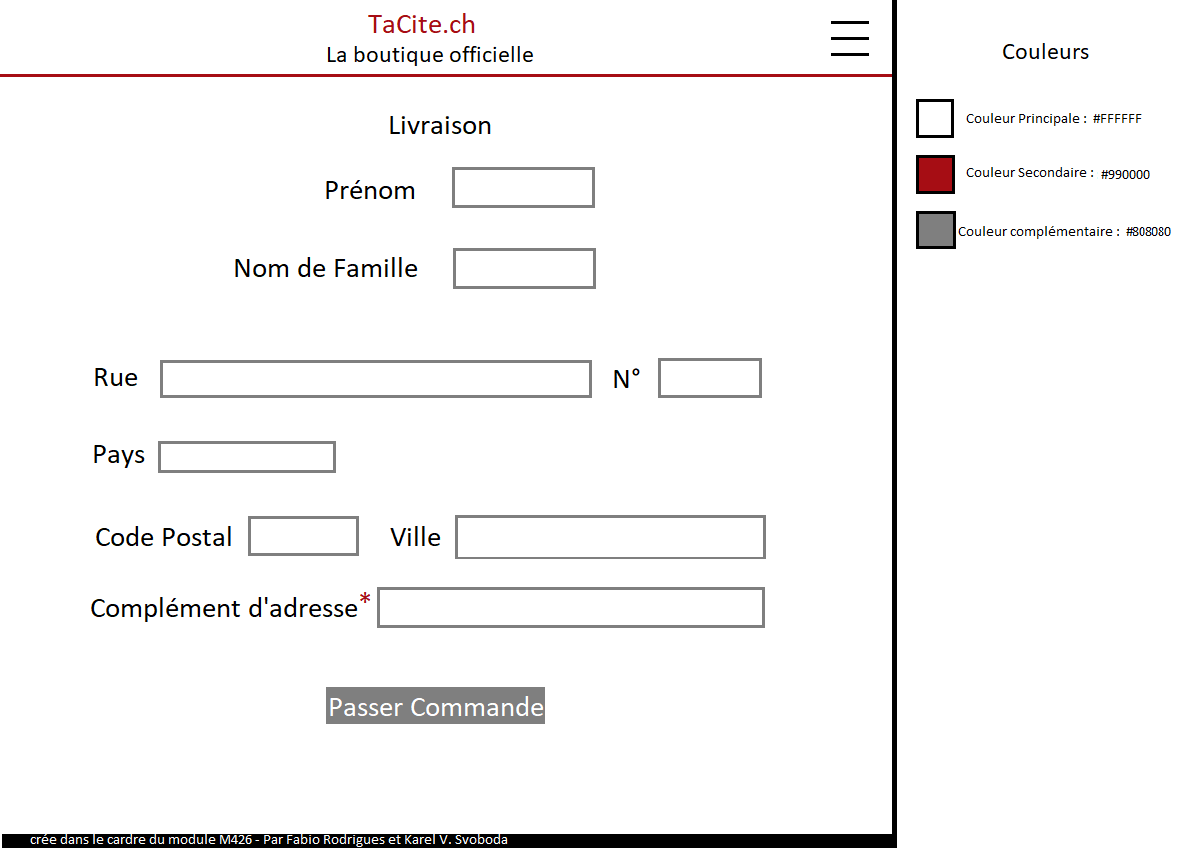 TaCite.ch
La boutique officielle
Livraison
Prénom
Nom de Famille
Rue
N°
Pays
Code Postal
Ville
Complément d'adresse*
Passer Commande
crée dans le cardre du module M426 - Par Fabio Rodrigues et Karel V. Svoboda
Couleurs
Couleur Principale : #FFFFFF
Couleur Secondaire : #990000
Couleur complémentaire : #808080